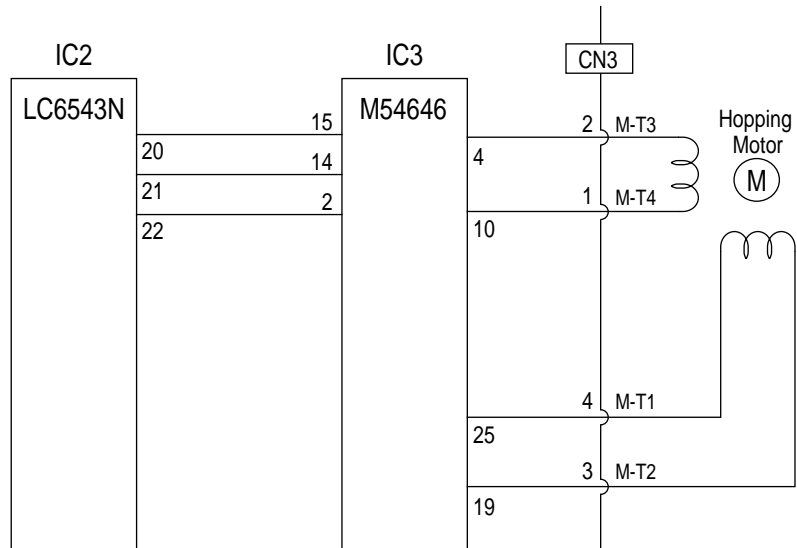 IC2
IC3
CN3
LC6543N
M54646
15
2 M-T3
Hopping
Motor
20
14
4
M
21
2
1 M-T4
22
10
4 M-T1
25
3 M-T2
19